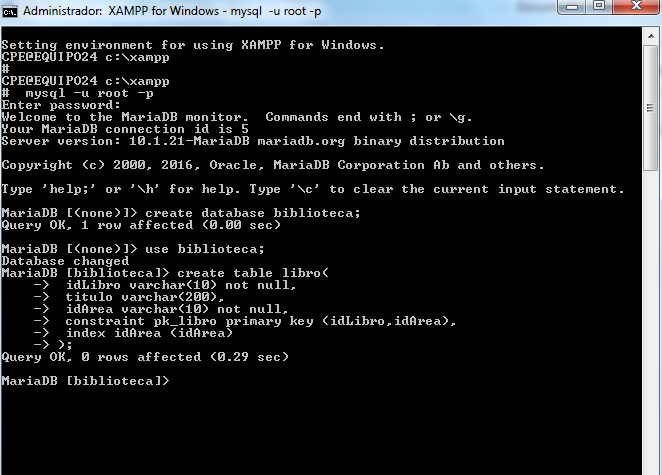 Administrador: XAMPP for Windows - mysql -u root -p
Setting environment for using XAMPP for Windows.
CPE@EQUIPO24 c:\xampp
#
CPE@EQUIPO24 c:\xampp
# mysql -u root -p
Enter password:
Welcome to the MariaDB monitor.  Commands end with ; or \g.
Your MariaDB connection id is 5
Server version: 10.1.21-MariaDB mariadb.org binary distribution
Copyright (c) 2000, 2016, Oracle, MariaDB Corporation Ab and others.
Type 'help;' or '\h' for help. Type '\c' to clear the current input statement.
MariaDB [(none)]> create database biblioteca;
Query OK, 1 row affected (0.00 sec)
MariaDB [(none)]> use biblioteca;
Database changed
MariaDB [biblioteca]> create table libro(
-> idLibro varchar(10) not null,
-> titulo varchar(200),
-> idArea varchar(10) not null,
-> constraint pk_libro primary key (idLibro,idArea),
-> index idArea (idArea)
-> );
Query OK, 0 rows affected (0.29 sec)
MariaDB [biblioteca]>